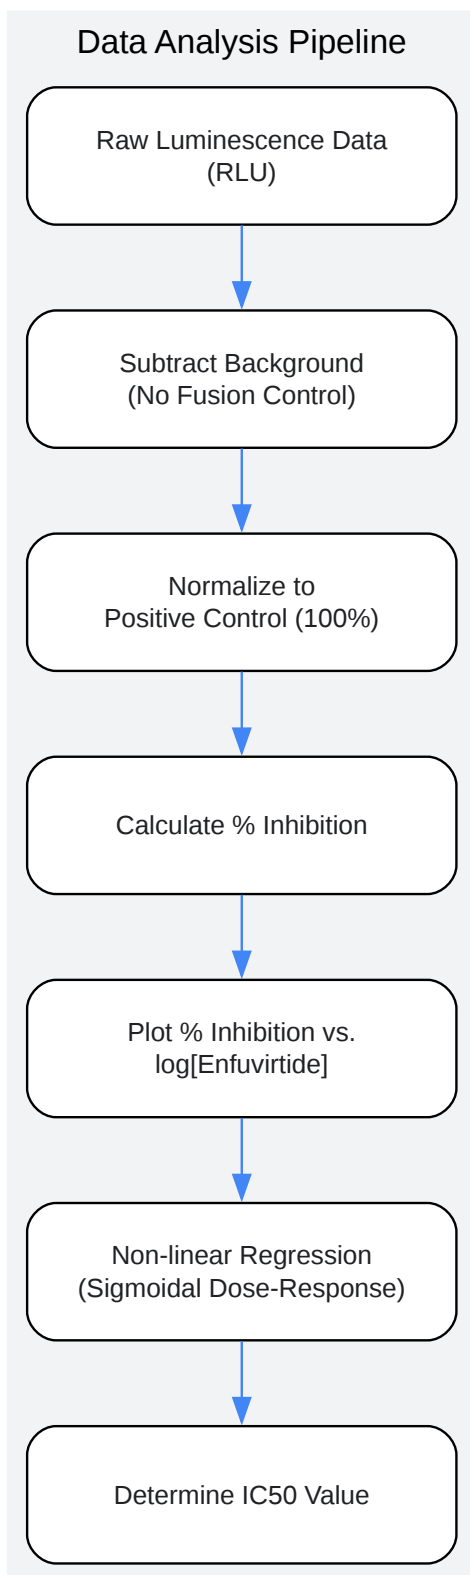 Data Analysis Pipeline
Raw Luminescence Data
(RLU)
Subtract Background
(No Fusion Control)
Normalize to
Positive Control (100%)
Calculate % Inhibition
Plot % Inhibition vs.
log[Enfuvirtide]
Non-linear Regression
(Sigmoidal Dose-Response)
Determine IC50 Value